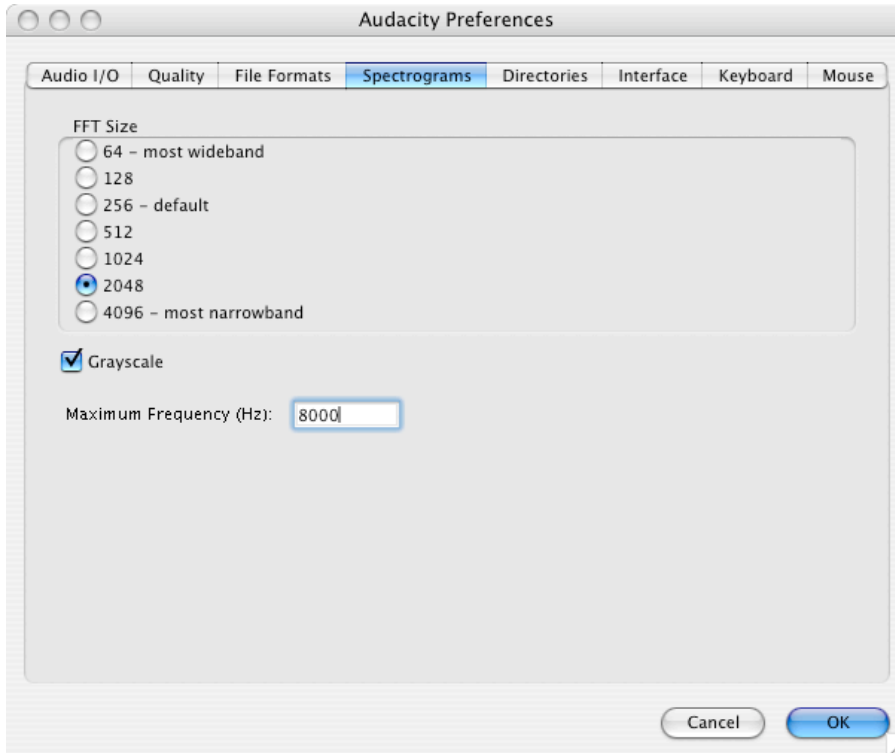 Audacity Preferences
Audio I/O Quality File Formats Spectrograms Directories Interface Keyboard Mouse
FFT Size
64 – most wideband
128
256 – default
512
1024
2048
4096 – most narrowband
Grayscale
Maximum Frequency (Hz): 8000
Cancel OK